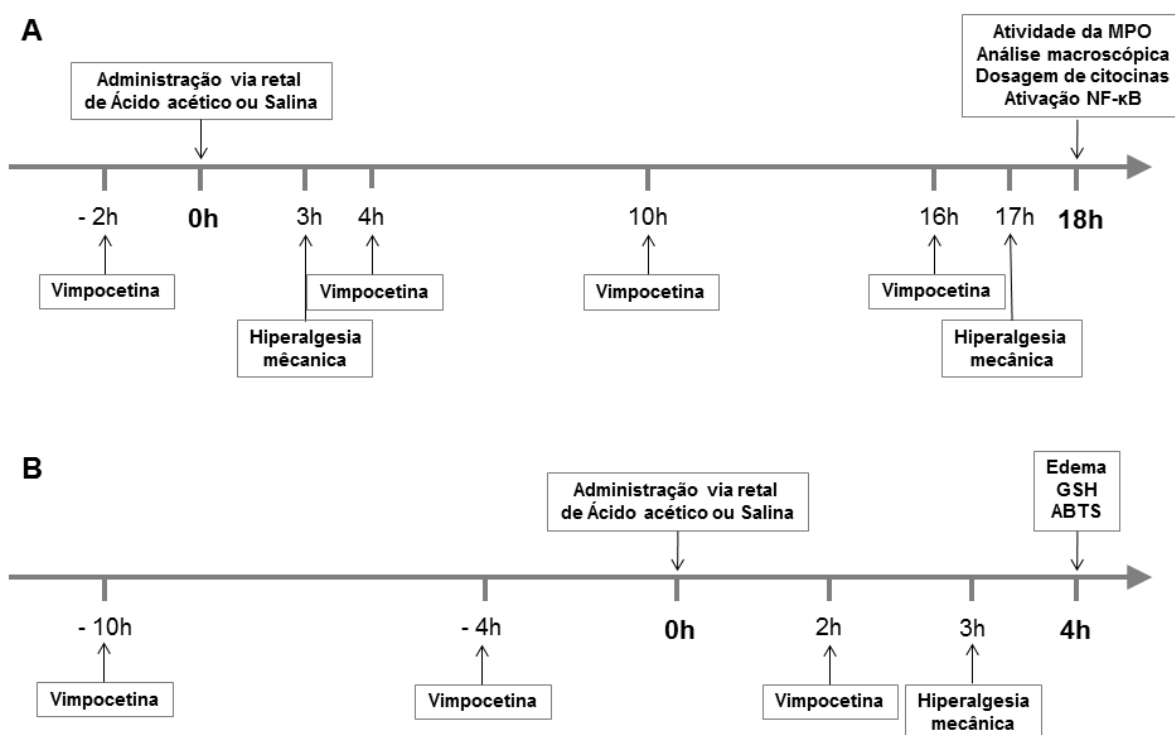 A
Administração via retal
de Ácido acético ou Salina
Atividade da MPO
Análise macroscópica
Dosagem de citocinas
Ativação NF-κB
- 2h
0h
3h
4h
10h
16h
17h
18h
Vimpocetina
Vimpocetina
Vimpocetina
Vimpocetina
Hiperalgesia
mêcanica
Hiperalgesia
mecânica
B
Administração via retal
de Ácido acético ou Salina
Edema
GSH
ABTS
- 10h
- 4h
0h
2h
3h
4h
Vimpocetina
Vimpocetina
Vimpocetina
Hiperalgesia
mecânica